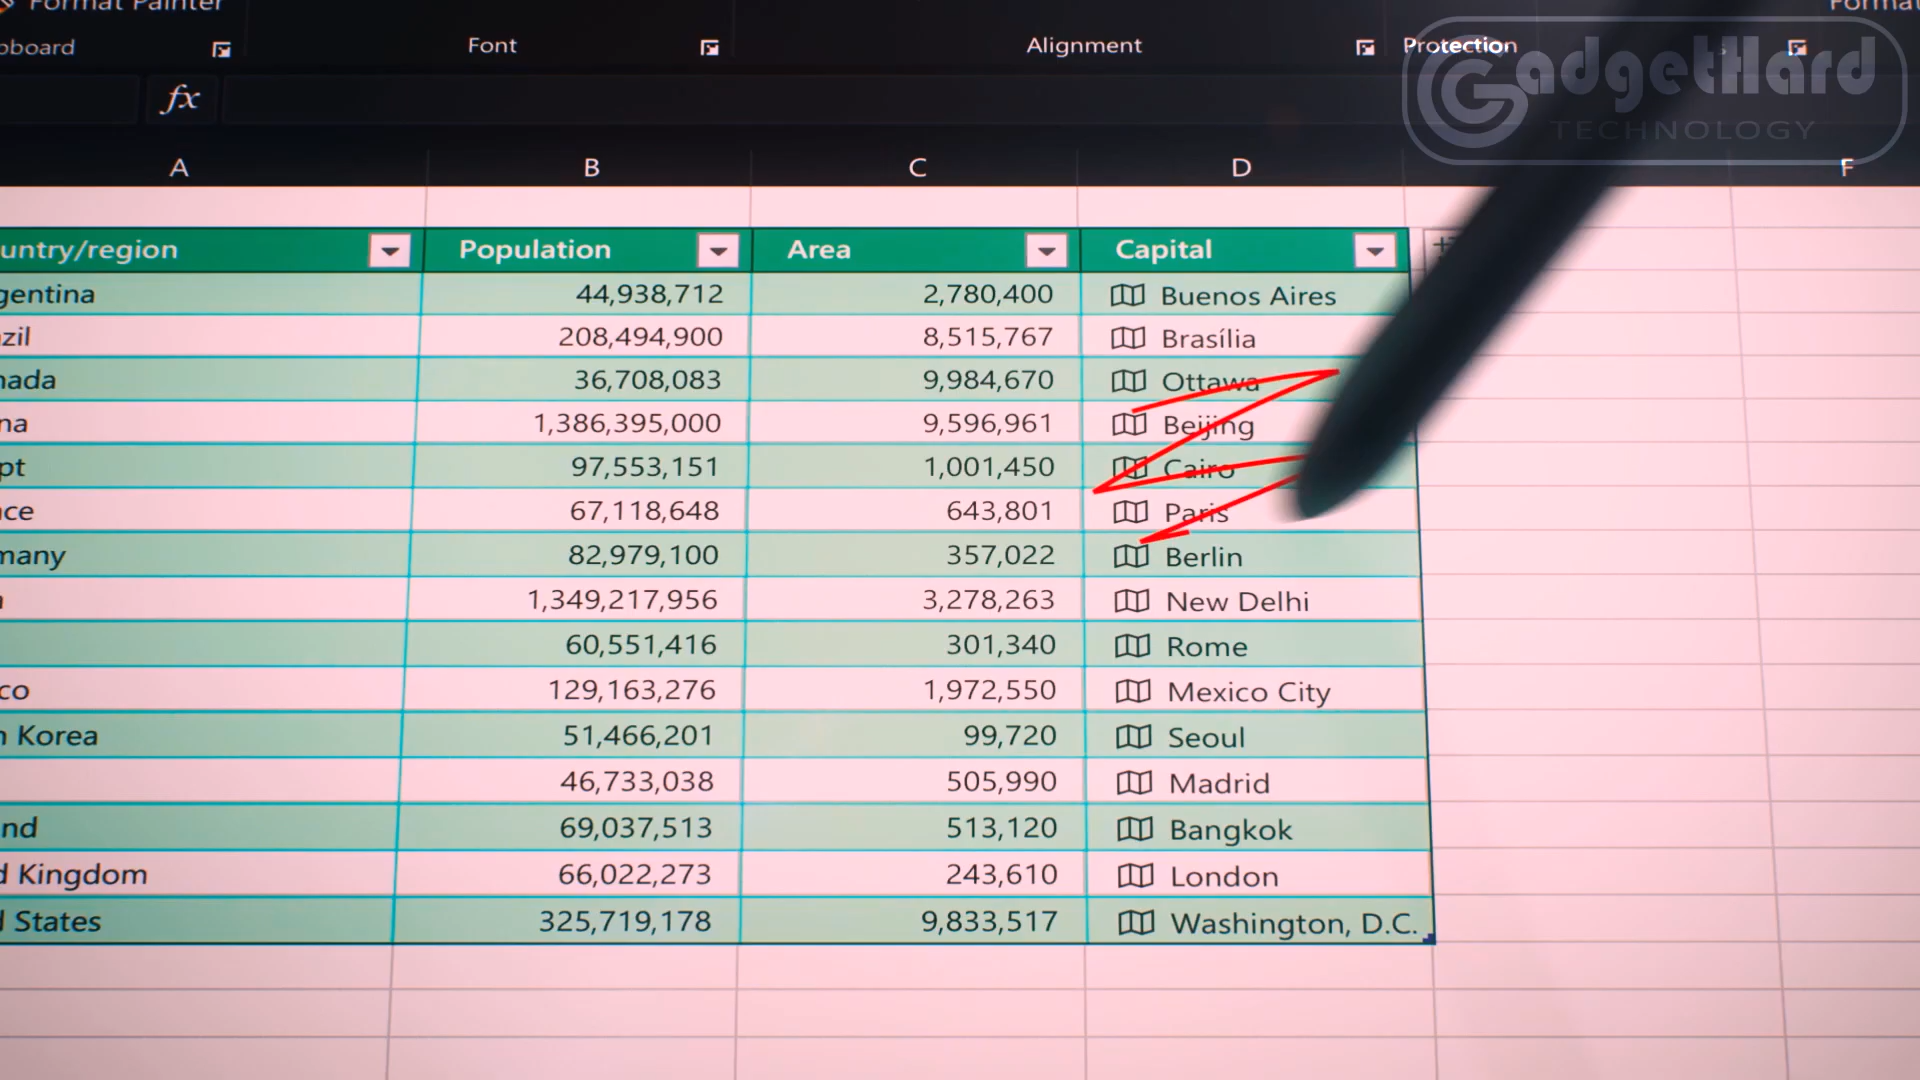 Format Painter
Format
pboard Font Alignment Protection
GadgetHard
TECHNOLOGY
fx
A B C D F
untry/region Population Area Capital
gentina 44,938,712 2,780,400 Buenos Aires
zil 208,494,900 8,515,767 Brasília
nada 36,708,083 9,984,670 Ottawa
na 1,386,395,000 9,596,961 Beijing
pt 97,553,151 1,001,450 Cairo
nce 67,118,648 643,801 Paris
many 82,979,100 357,022 Berlin
1,349,217,956 3,278,263 New Delhi
60,551,416 301,340 Rome
co 129,163,276 1,972,550 Mexico City
h Korea 51,466,201 99,720 Seoul
46,733,038 505,990 Madrid
nd 69,037,513 513,120 Bangkok
d Kingdom 66,022,273 243,610 London
d States 325,719,178 9,833,517 Washington, D.C.